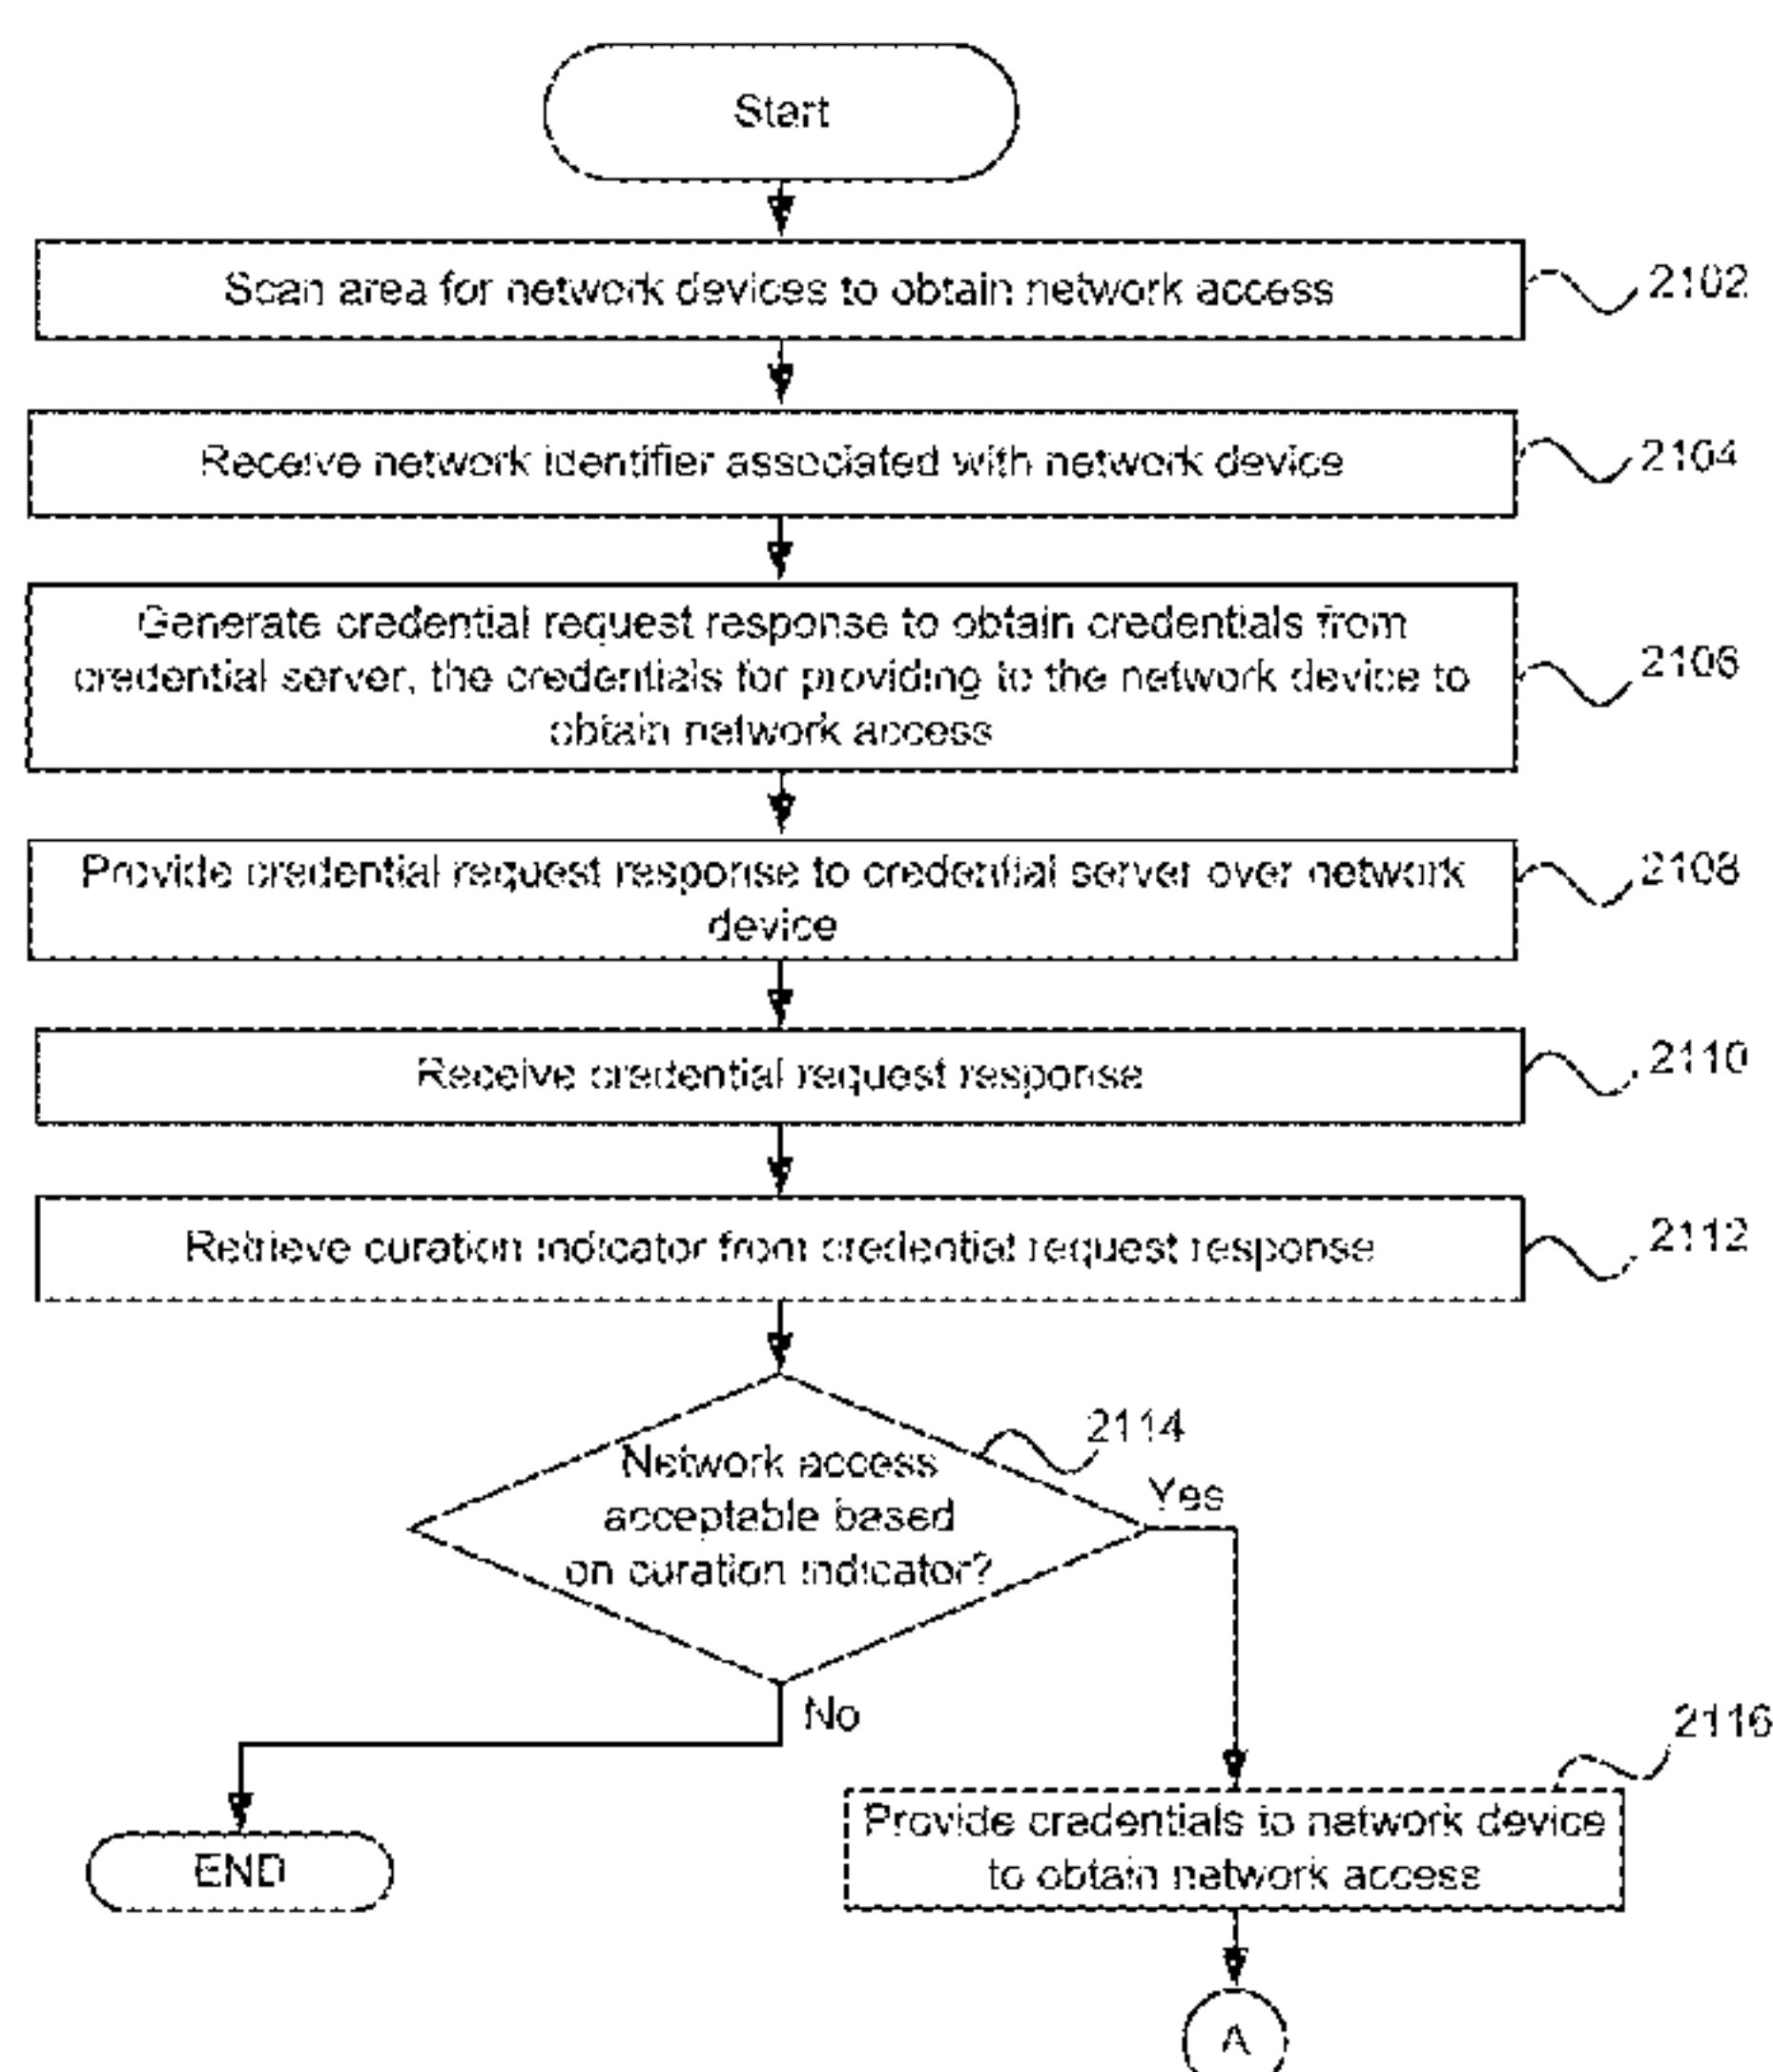 Start
Scan area for network devices to obtain network access
2102
Receive network identifier associated with network device
2104
Generate credential request response to obtain credentials from
credential server, the credentials for providing to the network device to
obtain network access
2106
Provide credential request response to credential server over network
device
2108
Receive credential request response
2110
Retrieve curation indicator from credential request response
2112
2114
Network access
acceptable based
on curation indicator?
Yes
No
2116
Provide credentials to network device
to obtain network access
END
A